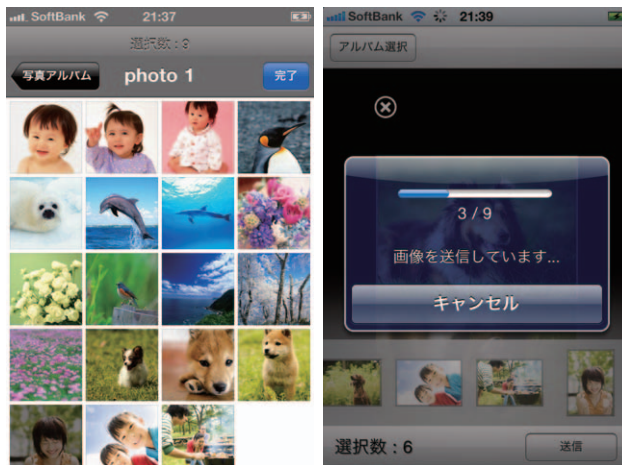 SoftBank 21:37
選択数 : 9
写真アルバム
photo 1
完了
SoftBank 21:39
アルバム選択
3 / 9
画像を送信しています...
キャンセル
選択数 : 6
送信